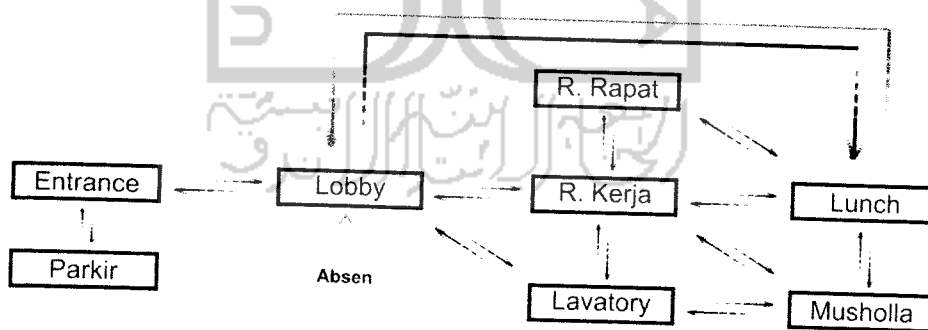 R. Rapat
Entrance
Lobby
R. Kerja
Lunch
Parkir
Absen
Lavatory
Musholla